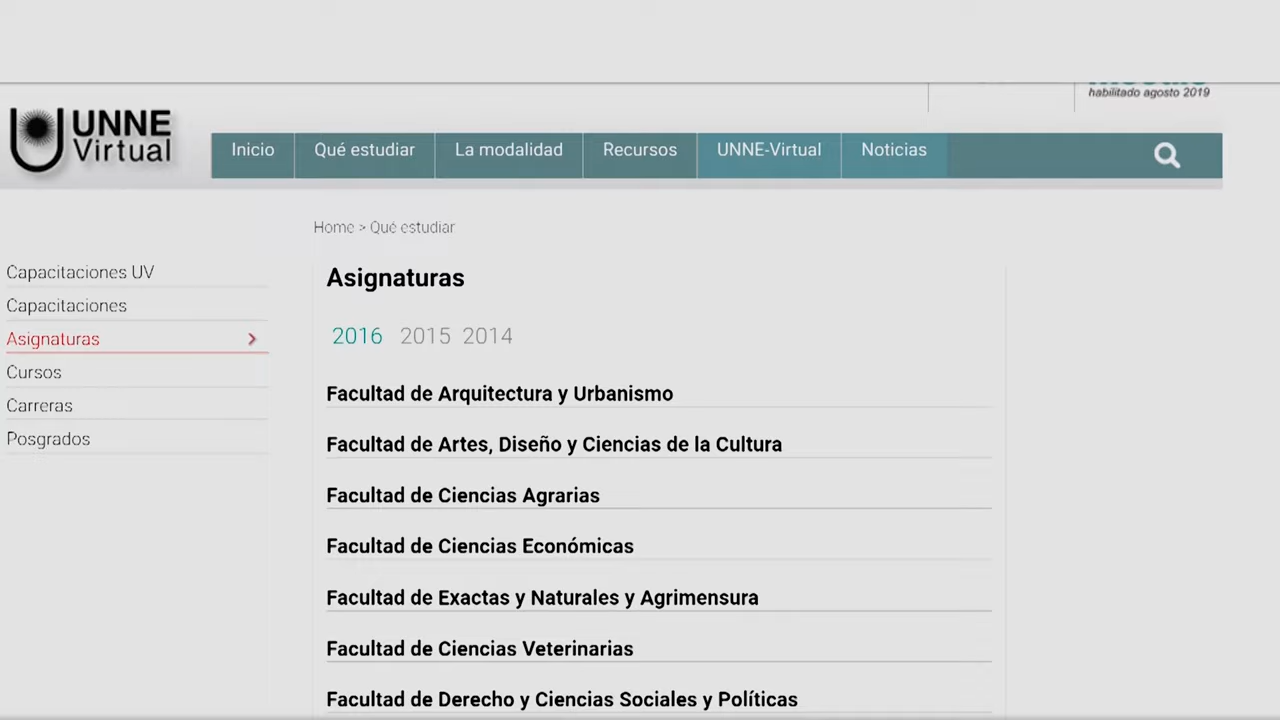 habilitado agosto 2019
UNNE
Virtual
Inicio
Qué estudiar
La modalidad
Recursos
UNNE-Virtual
Noticias
Home > Qué estudiar
Capacitaciones UV
Capacitaciones
Asignaturas
Cursos
Carreras
Posgrados
Asignaturas
2016 2015 2014
Facultad de Arquitectura y Urbanismo
Facultad de Artes, Diseño y Ciencias de la Cultura
Facultad de Ciencias Agrarias
Facultad de Ciencias Económicas
Facultad de Exactas y Naturales y Agrimensura
Facultad de Ciencias Veterinarias
Facultad de Derecho y Ciencias Sociales y Políticas